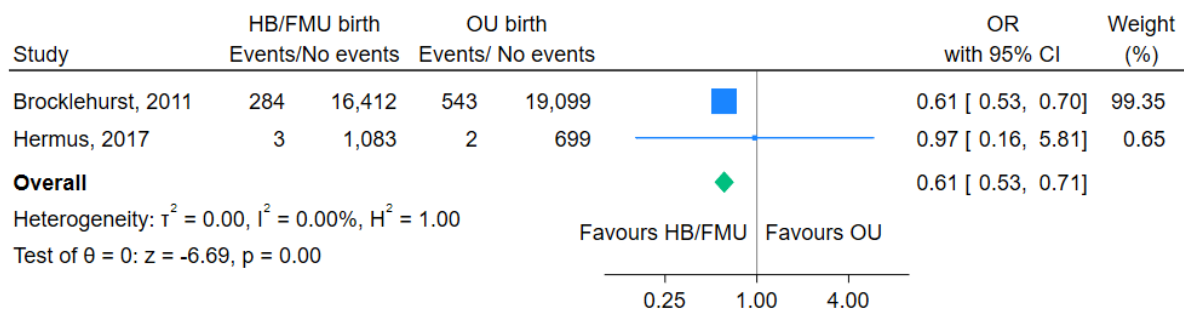 HB/FMU birth OU birth OR Weight
Study Events/No events Events/ No events with 95% CI (%)
Brocklehurst, 2011 284 16,412 543 19,099 0.61 [ 0.53, 0.70] 99.35
Hermus, 2017 3 1,083 2 699 0.97 [ 0.16, 5.81] 0.65
Overall 0.61 [ 0.53, 0.71]
Heterogeneity: τ² = 0.00, I² = 0.00%, H² = 1.00
Favours HB/FMU Favours OU
Test of θ = 0: z = -6.69, p = 0.00
0.25 1.00 4.00